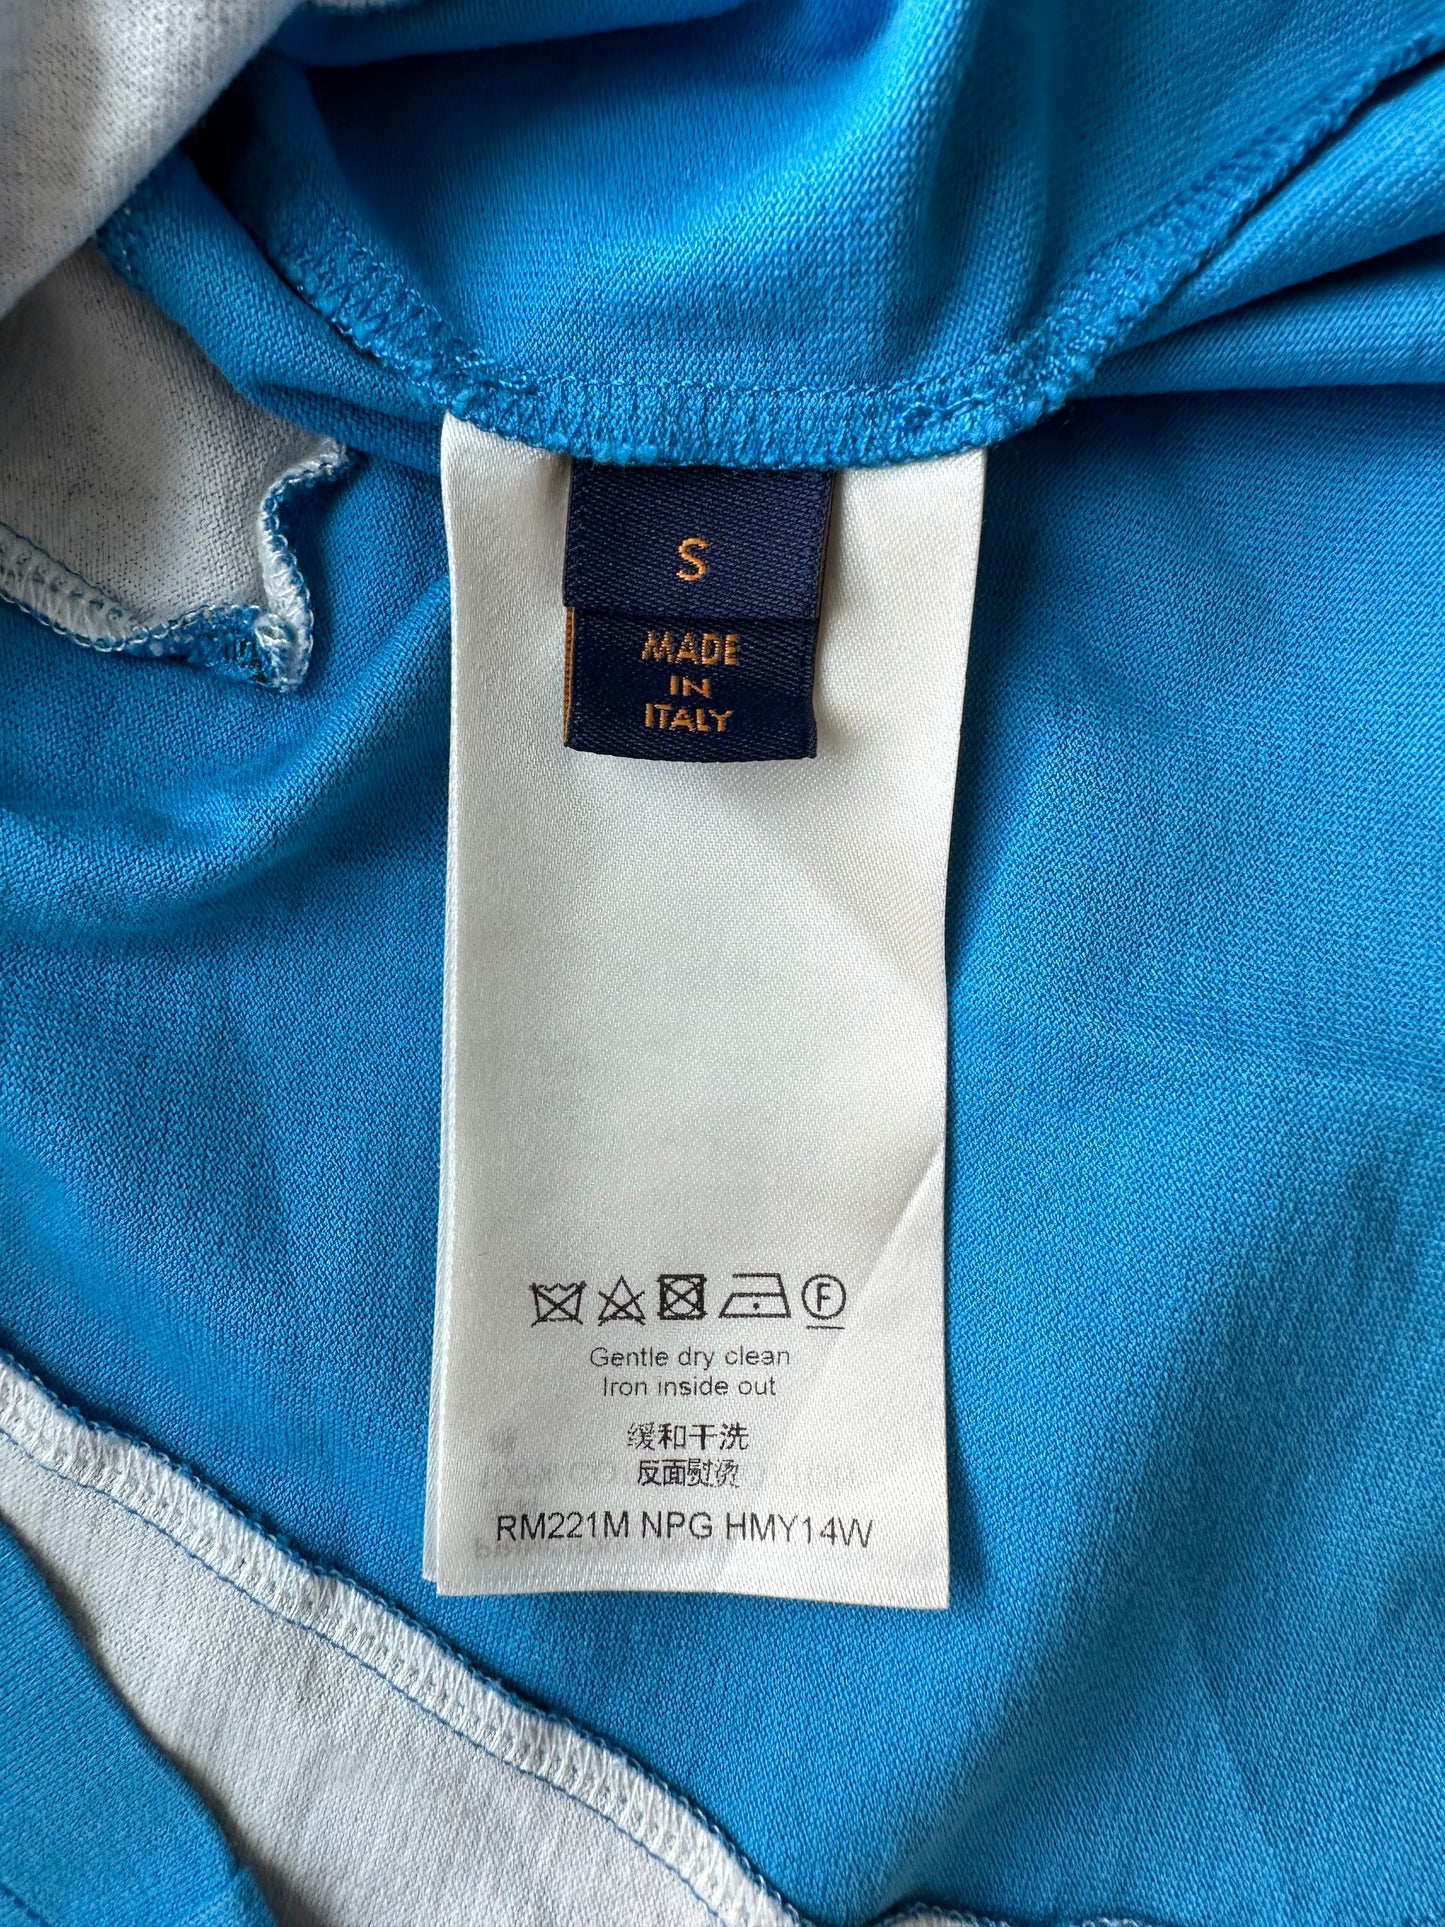 S
MADE
IN
ITALY
F
Gentle dry clean
Iron inside out
缓和干洗
反面熨烫
RM221M NPG HMY14W